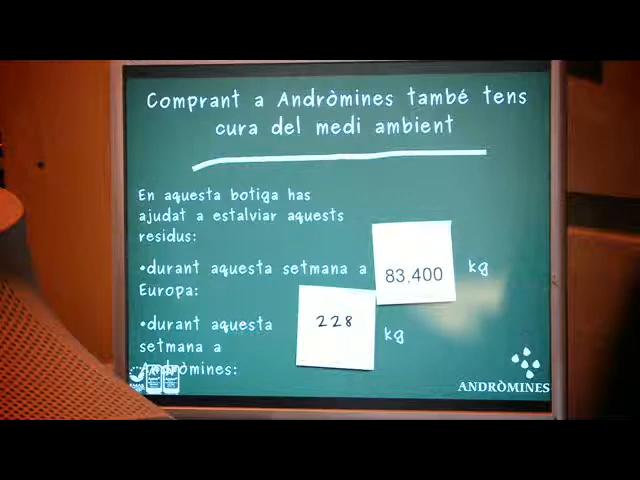 Comprant a Andròmines també tens
cura del medi ambient
En aquesta botiga has
ajudat a estalviar aquests
residus:
•durant aquesta setmana a
83.400 kg
Europa:
•durant aquesta
228 kg
setmana a
Andròmines:
ANDRÒMINES